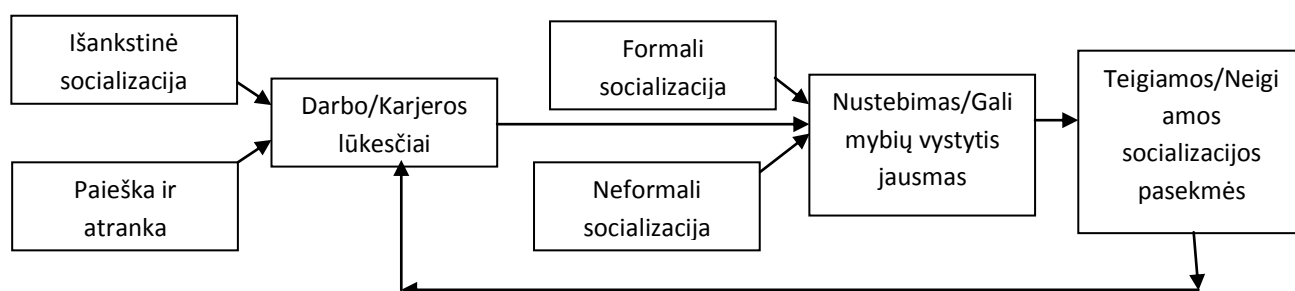 Išankstinė
socializacija
Paieška ir
atranka
Darbo/Karjeros
lūkesčiai
Formali
socializacija
Neformali
socializacija
Nustebimas/Gali
mybių vystytis
jausmas
Teigiamos/Neigi
amos
socializacijos
pasekmės